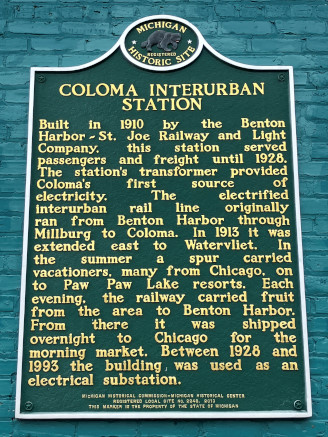 MICHIGAN
REGISTERED
HISTORIC SITE
COLOMA INTERURBAN
STATION
Built in 1910 by the Benton
Harbor - St. Joe Railway and Light
Company, this station served
passengers and freight until 1928.
The station's transformer provided
Coloma's first source of
electricity. The electrified
interurban rail line originally
ran from Benton Harbor through
Millburg to Coloma. In 1913 it was
extended east to Watervliet. In
the summer a spur carried
vacationers, many from Chicago, on
to Paw Paw Lake resorts. Each
evening, the railway carried fruit
from the area to Benton Harbor.
From there it was shipped
overnight to Chicago for the
morning market. Between 1928 and
1993 the building was used as an
electrical substation.
MICHIGAN HISTORICAL COMMISSION-MICHIGAN HISTORICAL CENTER
REGISTERED LOCAL SITE NO. 2248, 2013
THIS MARKER IS THE PROPERTY OF THE STATE OF MICHIGAN